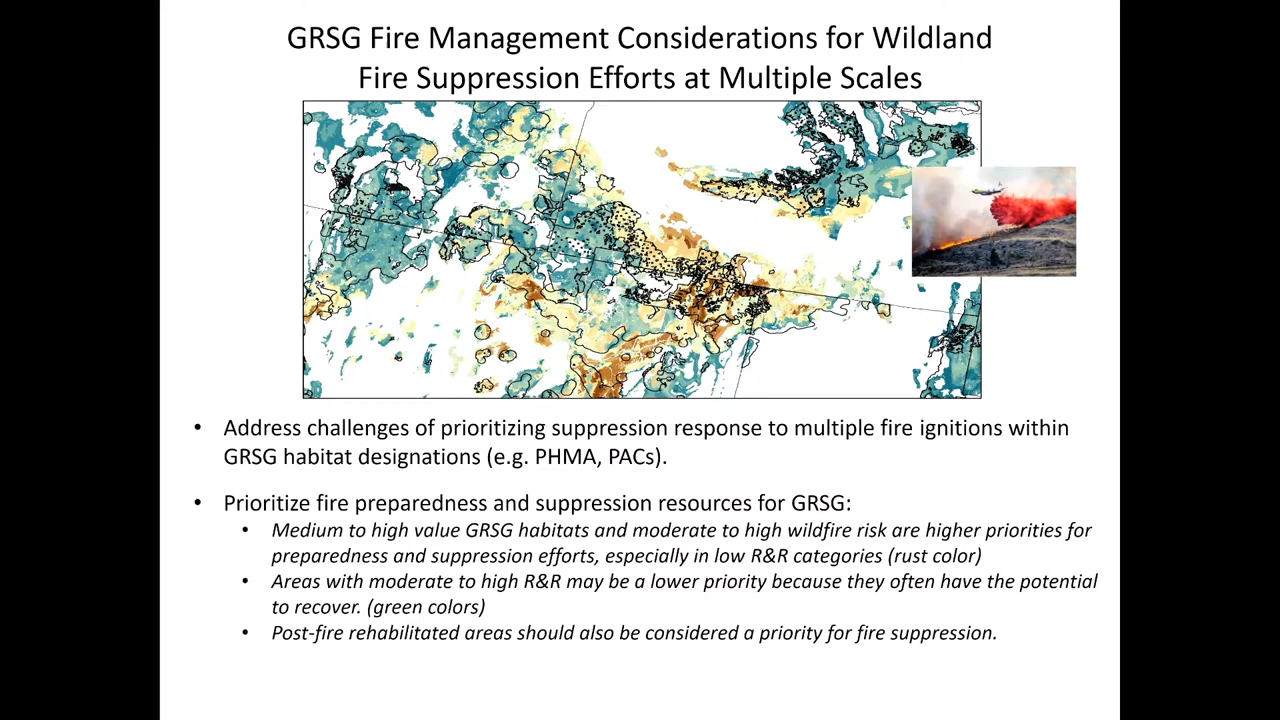 GRSG Fire Management Considerations for Wildland
Fire Suppression Efforts at Multiple Scales
• Address challenges of prioritizing suppression response to multiple fire ignitions within
GRSG habitat designations (e.g. PHMA, PACs).
• Prioritize fire preparedness and suppression resources for GRSG:
• Medium to high value GRSG habitats and moderate to high wildfire risk are higher priorities for
preparedness and suppression efforts, especially in low R&R categories (rust color)
• Areas with moderate to high R&R may be a lower priority because they often have the potential
to recover. (green colors)
• Post-fire rehabilitated areas should also be considered a priority for fire suppression.